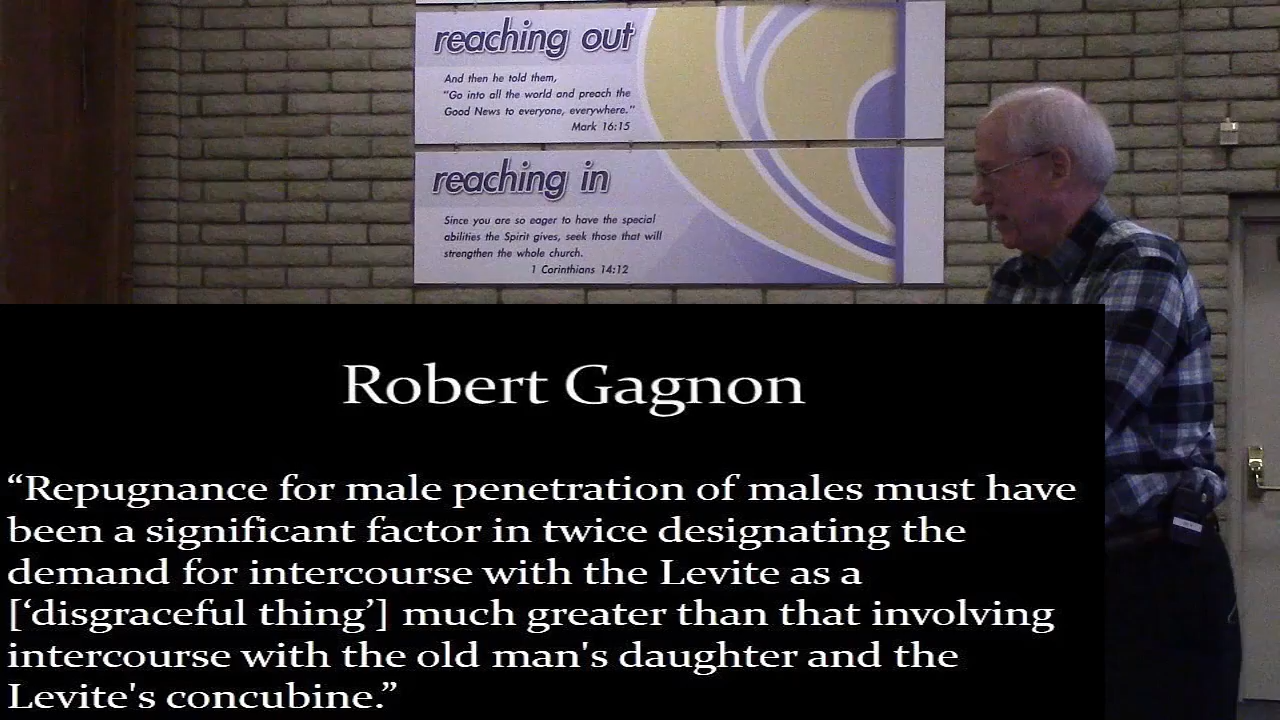 reaching out
And then he told them,
"Go into all the world and preach the
Good News to everyone, everywhere."
Mark 16:15
reaching in
Since you are so eager to have the special
abilities the Spirit gives, seek those that will
strengthen the whole church.
1 Corinthians 14:12
Robert Gagnon
“Repugnance for male penetration of males must have
been a significant factor in twice designating the
demand for intercourse with the Levite as a
[‘disgraceful thing’] much greater than that involving
intercourse with the old man's daughter and the
Levite's concubine.”